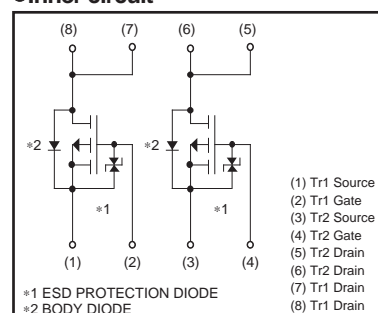 Inner circuit
(8) (7) (6) (5)
∗2 ∗2
∗1 ∗1
(1) (2) (3) (4)
(1) Tr1 Source
(2) Tr1 Gate
(3) Tr2 Source
(4) Tr2 Gate
(5) Tr2 Drain
(6) Tr2 Drain
(7) Tr1 Drain
(8) Tr1 Drain
∗1 ESD PROTECTION DIODE
∗2 BODY DIODE